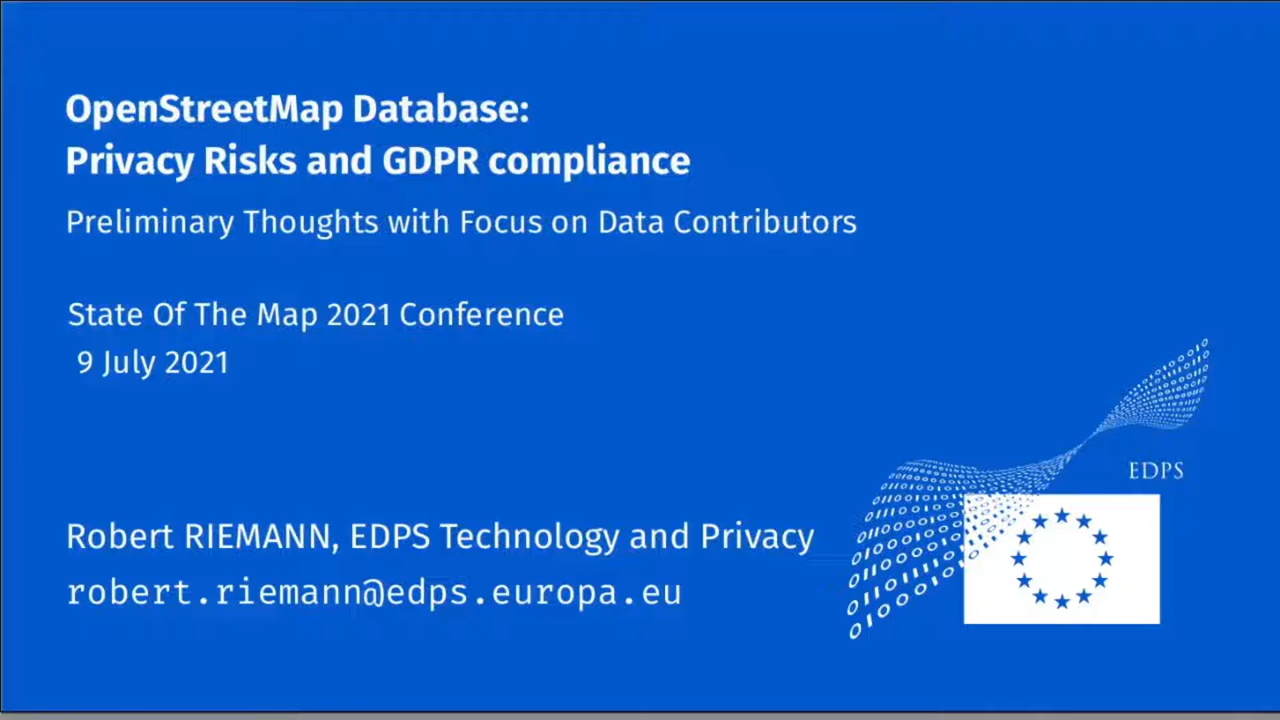 OpenStreetMap Database:
Privacy Risks and GDPR compliance
Preliminary Thoughts with Focus on Data Contributors
State Of The Map 2021 Conference
9 July 2021
EDPS
Robert RIEMANN, EDPS Technology and Privacy
robert.riemann@edps.europa.eu